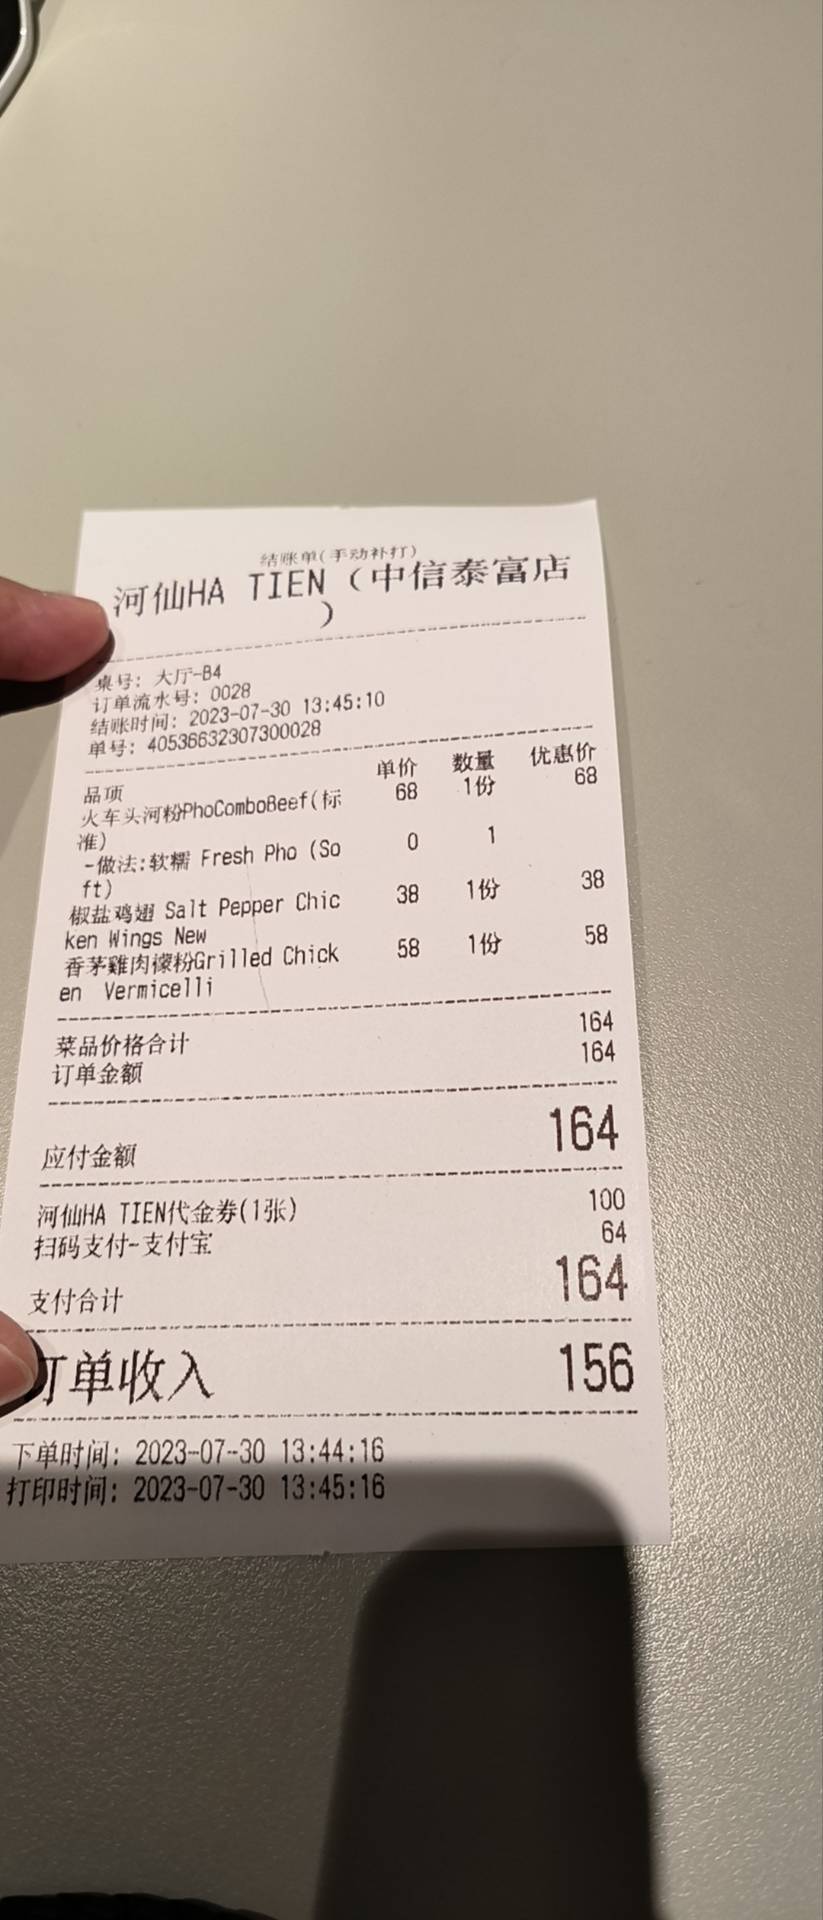 结账单(手动补打)
河仙HA TIEN（中信泰富店
）
桌号: 大厅-B4
订单流水号: 0028
结账时间: 2023-07-30 13:45:10
单号: 40536632307300028
品项 单价 数量 优惠价
火车头河粉PhoComboBeef(标 68 1份 68
准)
-做法:软糯 Fresh Pho (So 0 1
ft)
椒盐鸡翅 Salt Pepper Chic 38 1份 38
ken Wings New
香茅雞肉檬粉Grilled Chick 58 1份 58
en Vermicelli
菜品价格合计 164
订单金额 164
应付金额 164
河仙HA TIEN代金券(1张) 100
扫码支付-支付宝 64
支付合计 164
订单收入 156
下单时间: 2023-07-30 13:44:16
打印时间: 2023-07-30 13:45:16